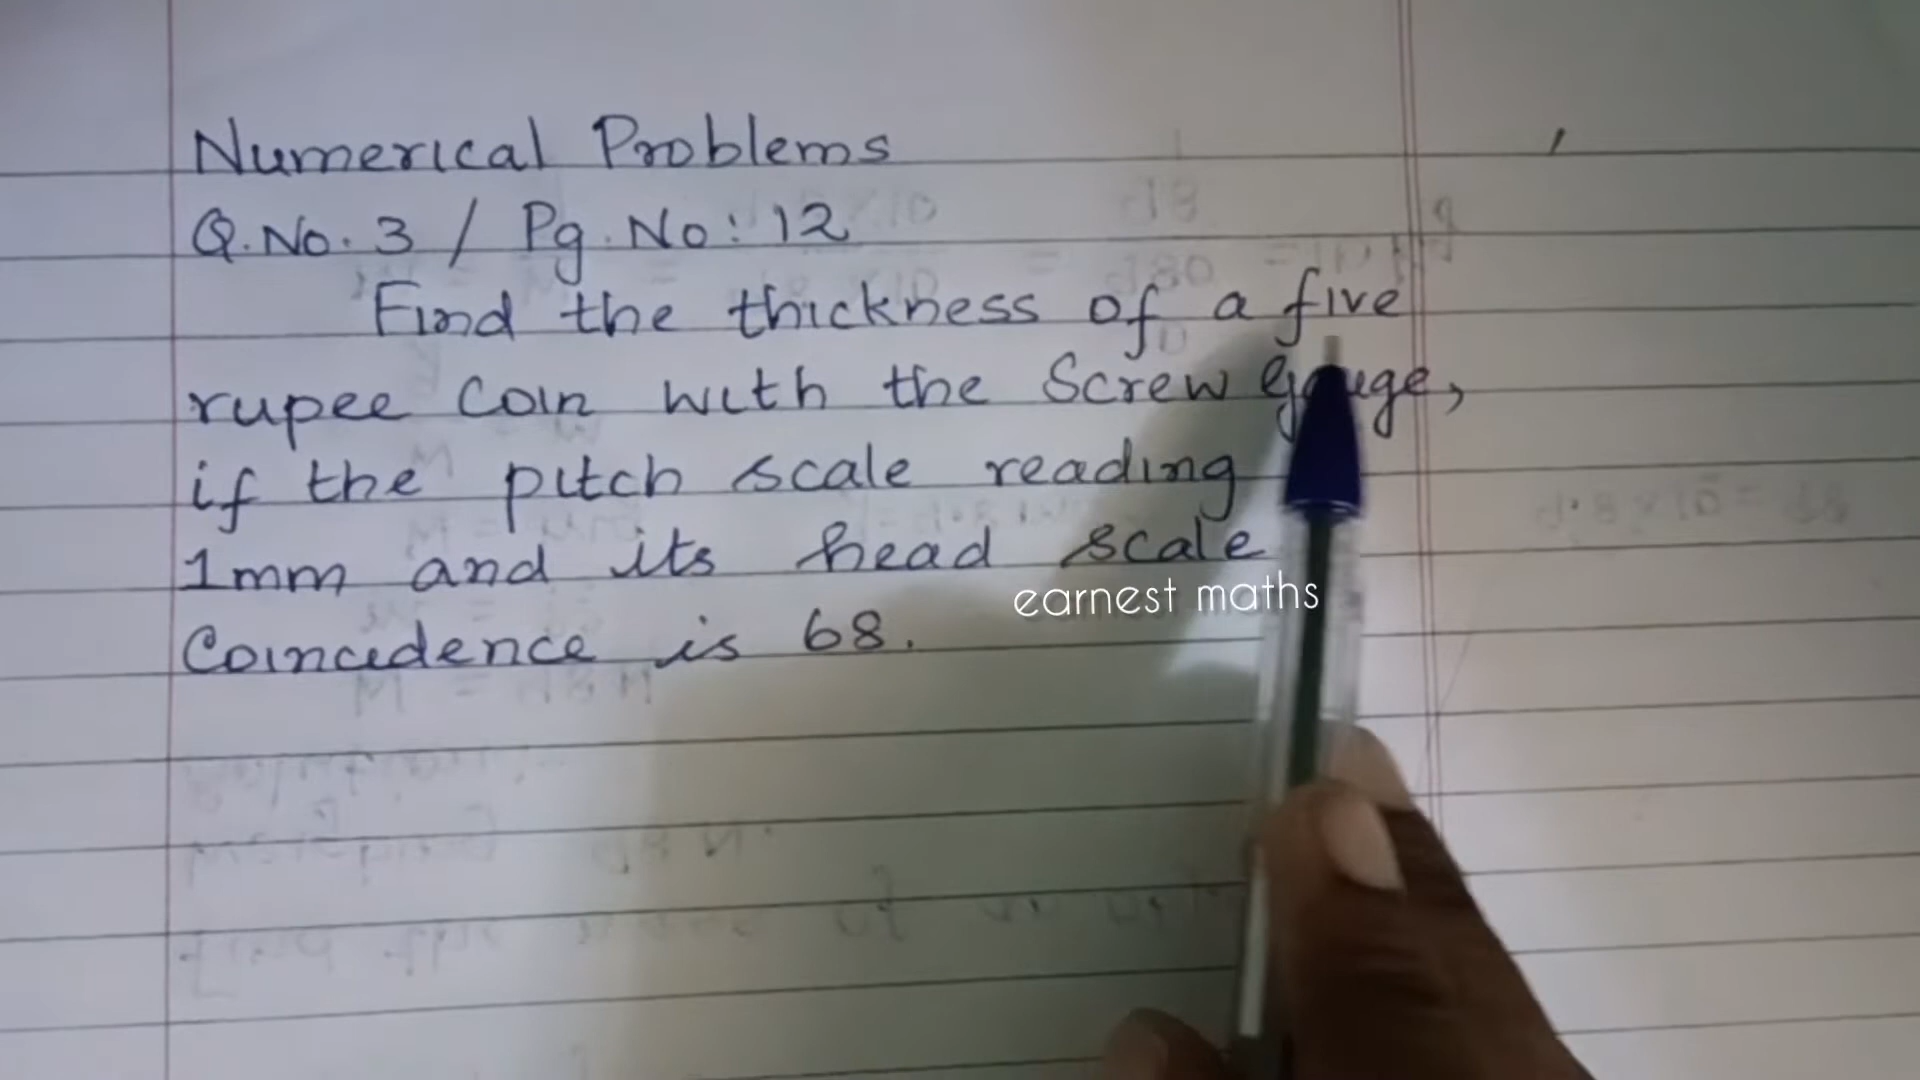 Numerical Problems
Q.No. 3 / Pg. No: 12
Find the thickness of a five
rupee coin with the Screw gauge,
if the pitch scale reading
1mm and its head scale
earnest maths
Coincidence is 68.